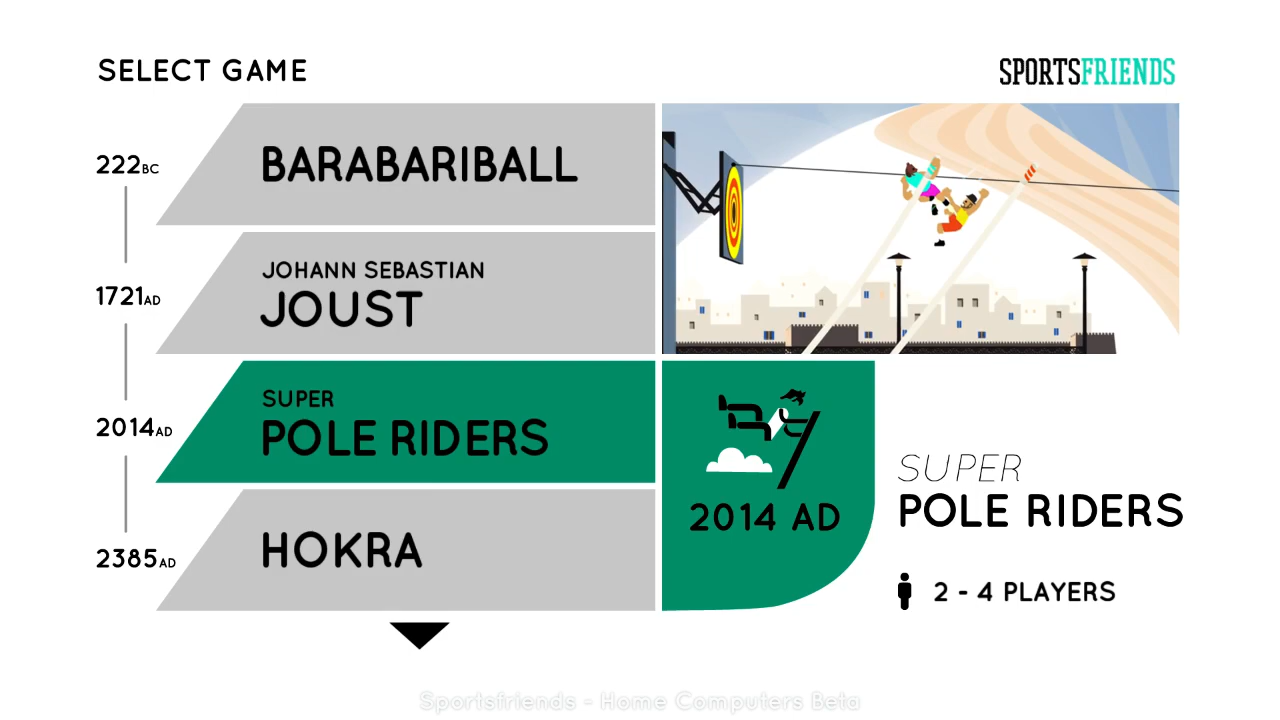 SELECT GAME
SPORTSFRIENDS
222BC
BARABARIBALL
1721AD
JOHANN SEBASTIAN
JOUST
2014AD
SUPER
POLE RIDERS
2385AD
HOKRA
2014 AD
SUPER
POLE RIDERS
2 - 4 PLAYERS
Sportsfriends - Home Computers Beta